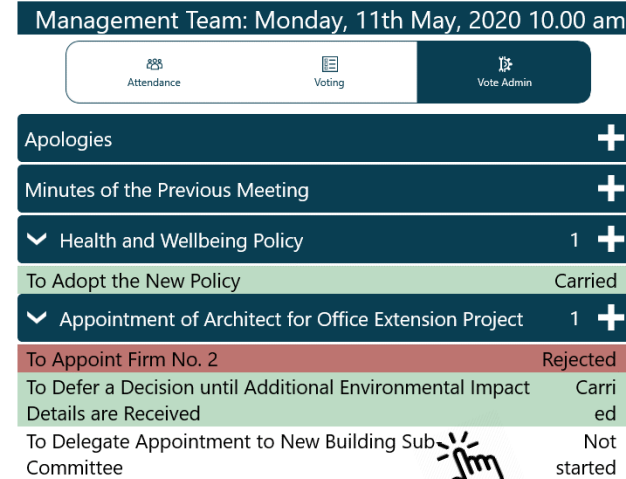 Management Team: Monday, 11th May, 2020 10.00 am
Attendance
Voting
Vote Admin
Apologies
Minutes of the Previous Meeting
Health and Wellbeing Policy 1
To Adopt the New Policy Carried
Appointment of Architect for Office Extension Project 1
To Appoint Firm No. 2 Rejected
To Defer a Decision until Additional Environmental Impact Carri
Details are Received ed
To Delegate Appointment to New Building Sub- Not
Committee started